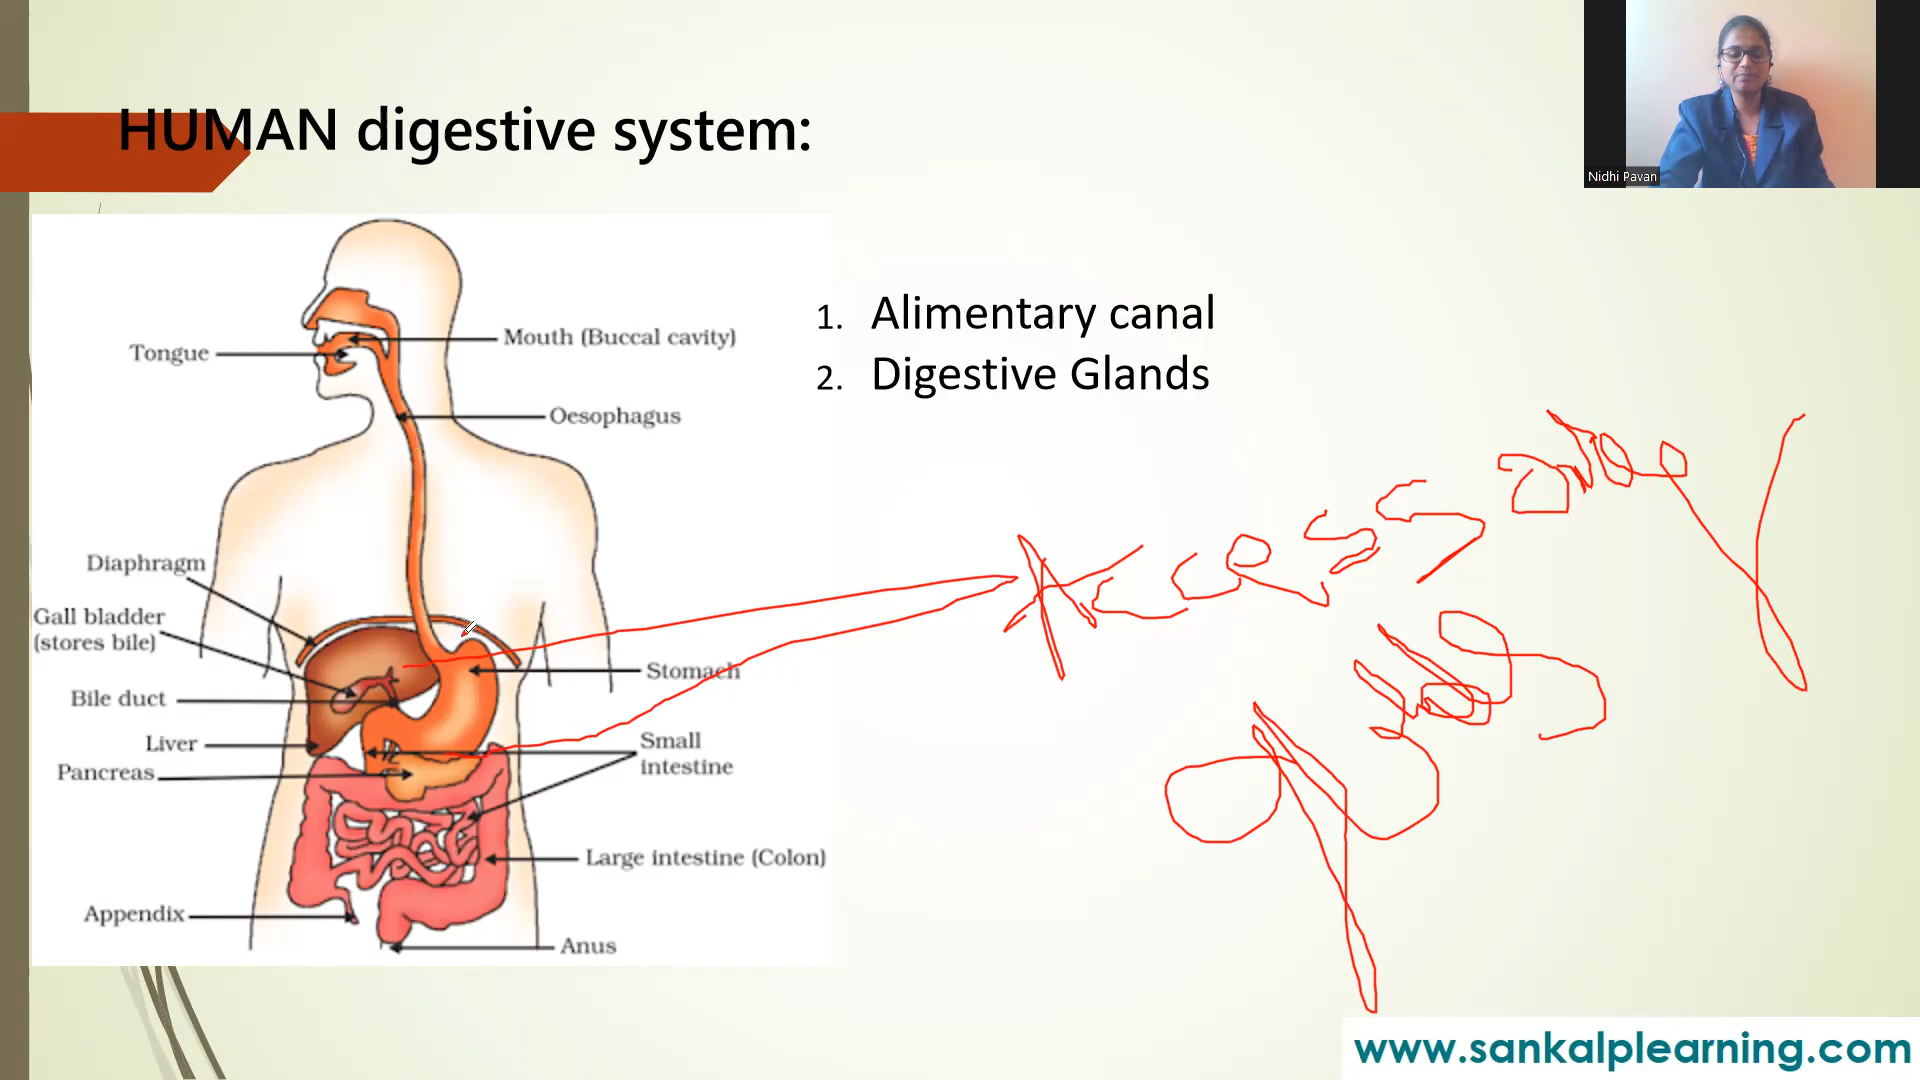 HUMAN digestive system:
Nidhi Pavan
1. Alimentary canal
2. Digestive Glands
Mouth (Buccal cavity)
Tongue
Oesophagus
Diaphragm
Gall bladder
(stores bile)
Stomach
Bile duct
Liver
Small
intestine
Pancreas
Large intestine (Colon)
Appendix
Anus
glands
www.sankalplearning.com